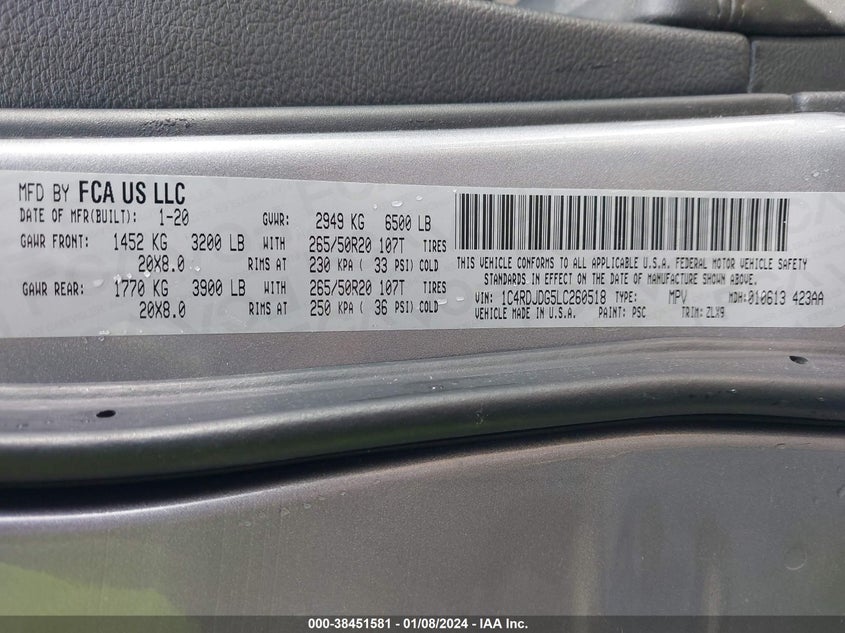 MFD BY FCA US LLC
DATE OF MFR(BUILT): 1-20 GVWR: 2949 KG 6500 LB
GAWR FRONT: 1452 KG 3200 LB WITH 265/50R20 107T TIRES
20X8.0 RIMS AT 230 KPA ( 33 PSI) COLD
GAWR REAR: 1770 KG 3900 LB WITH 265/50R20 107T TIRES
20X8.0 RIMS AT 250 KPA ( 36 PSI) COLD
THIS VEHICLE CONFORMS TO ALL APPLICABLE U.S.A. FEDERAL MOTOR VEHICLE SAFETY
STANDARDS IN EFFECT ON THE DATE OF MANUFACTURE SHOWN ABOVE.
VIN: 1C4RDJDG5LC260518 TYPE: MPV MDH:010613 423AA
VEHICLE MADE IN U.S.A. PAINT: PSC TRIM: ZLX9
000-38451581 - 01/08/2024 - IAA Inc.